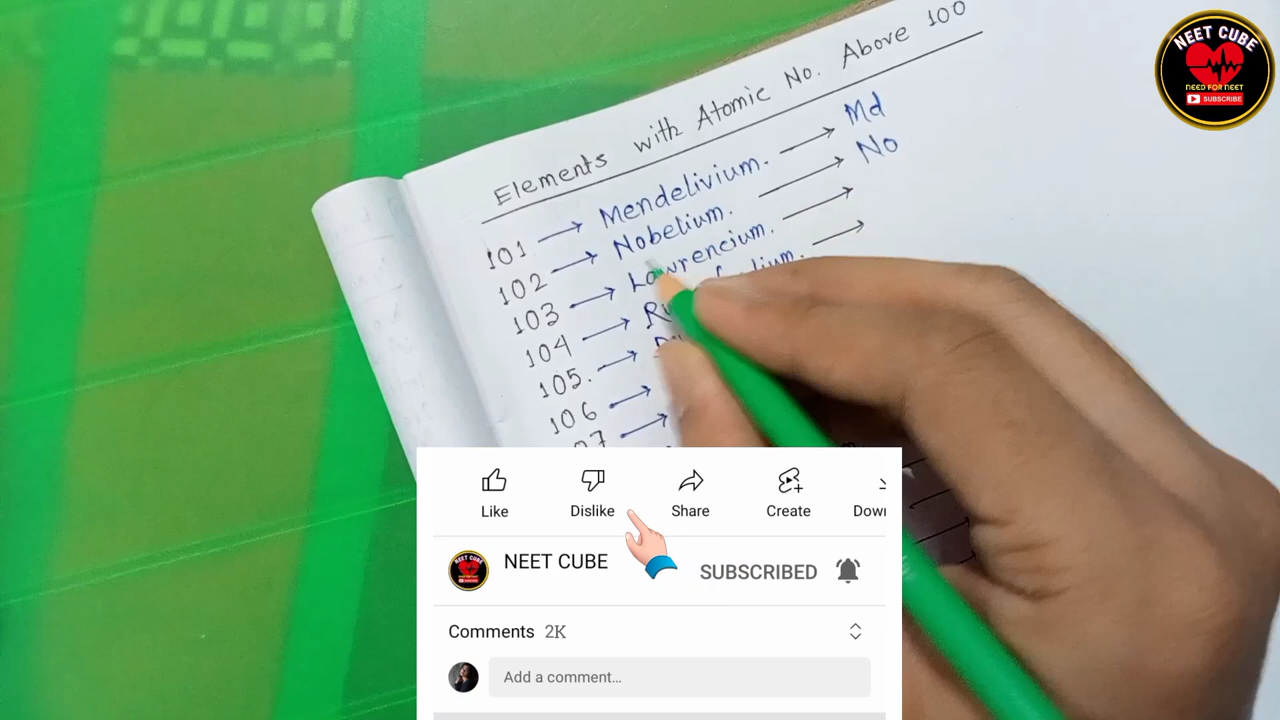 Elements with Atomic No. Above 100
101 → Mendelivium. → Md
102 → Nobelium. → No
103 → Lawrencium. →
104 →
105. →
106 →
107 →
NEET CUBE
NEED FOR NEET
SUBSCRIBE
Like Dislike Share Create
NEET CUBE SUBSCRIBED
Comments 2K
Add a comment...